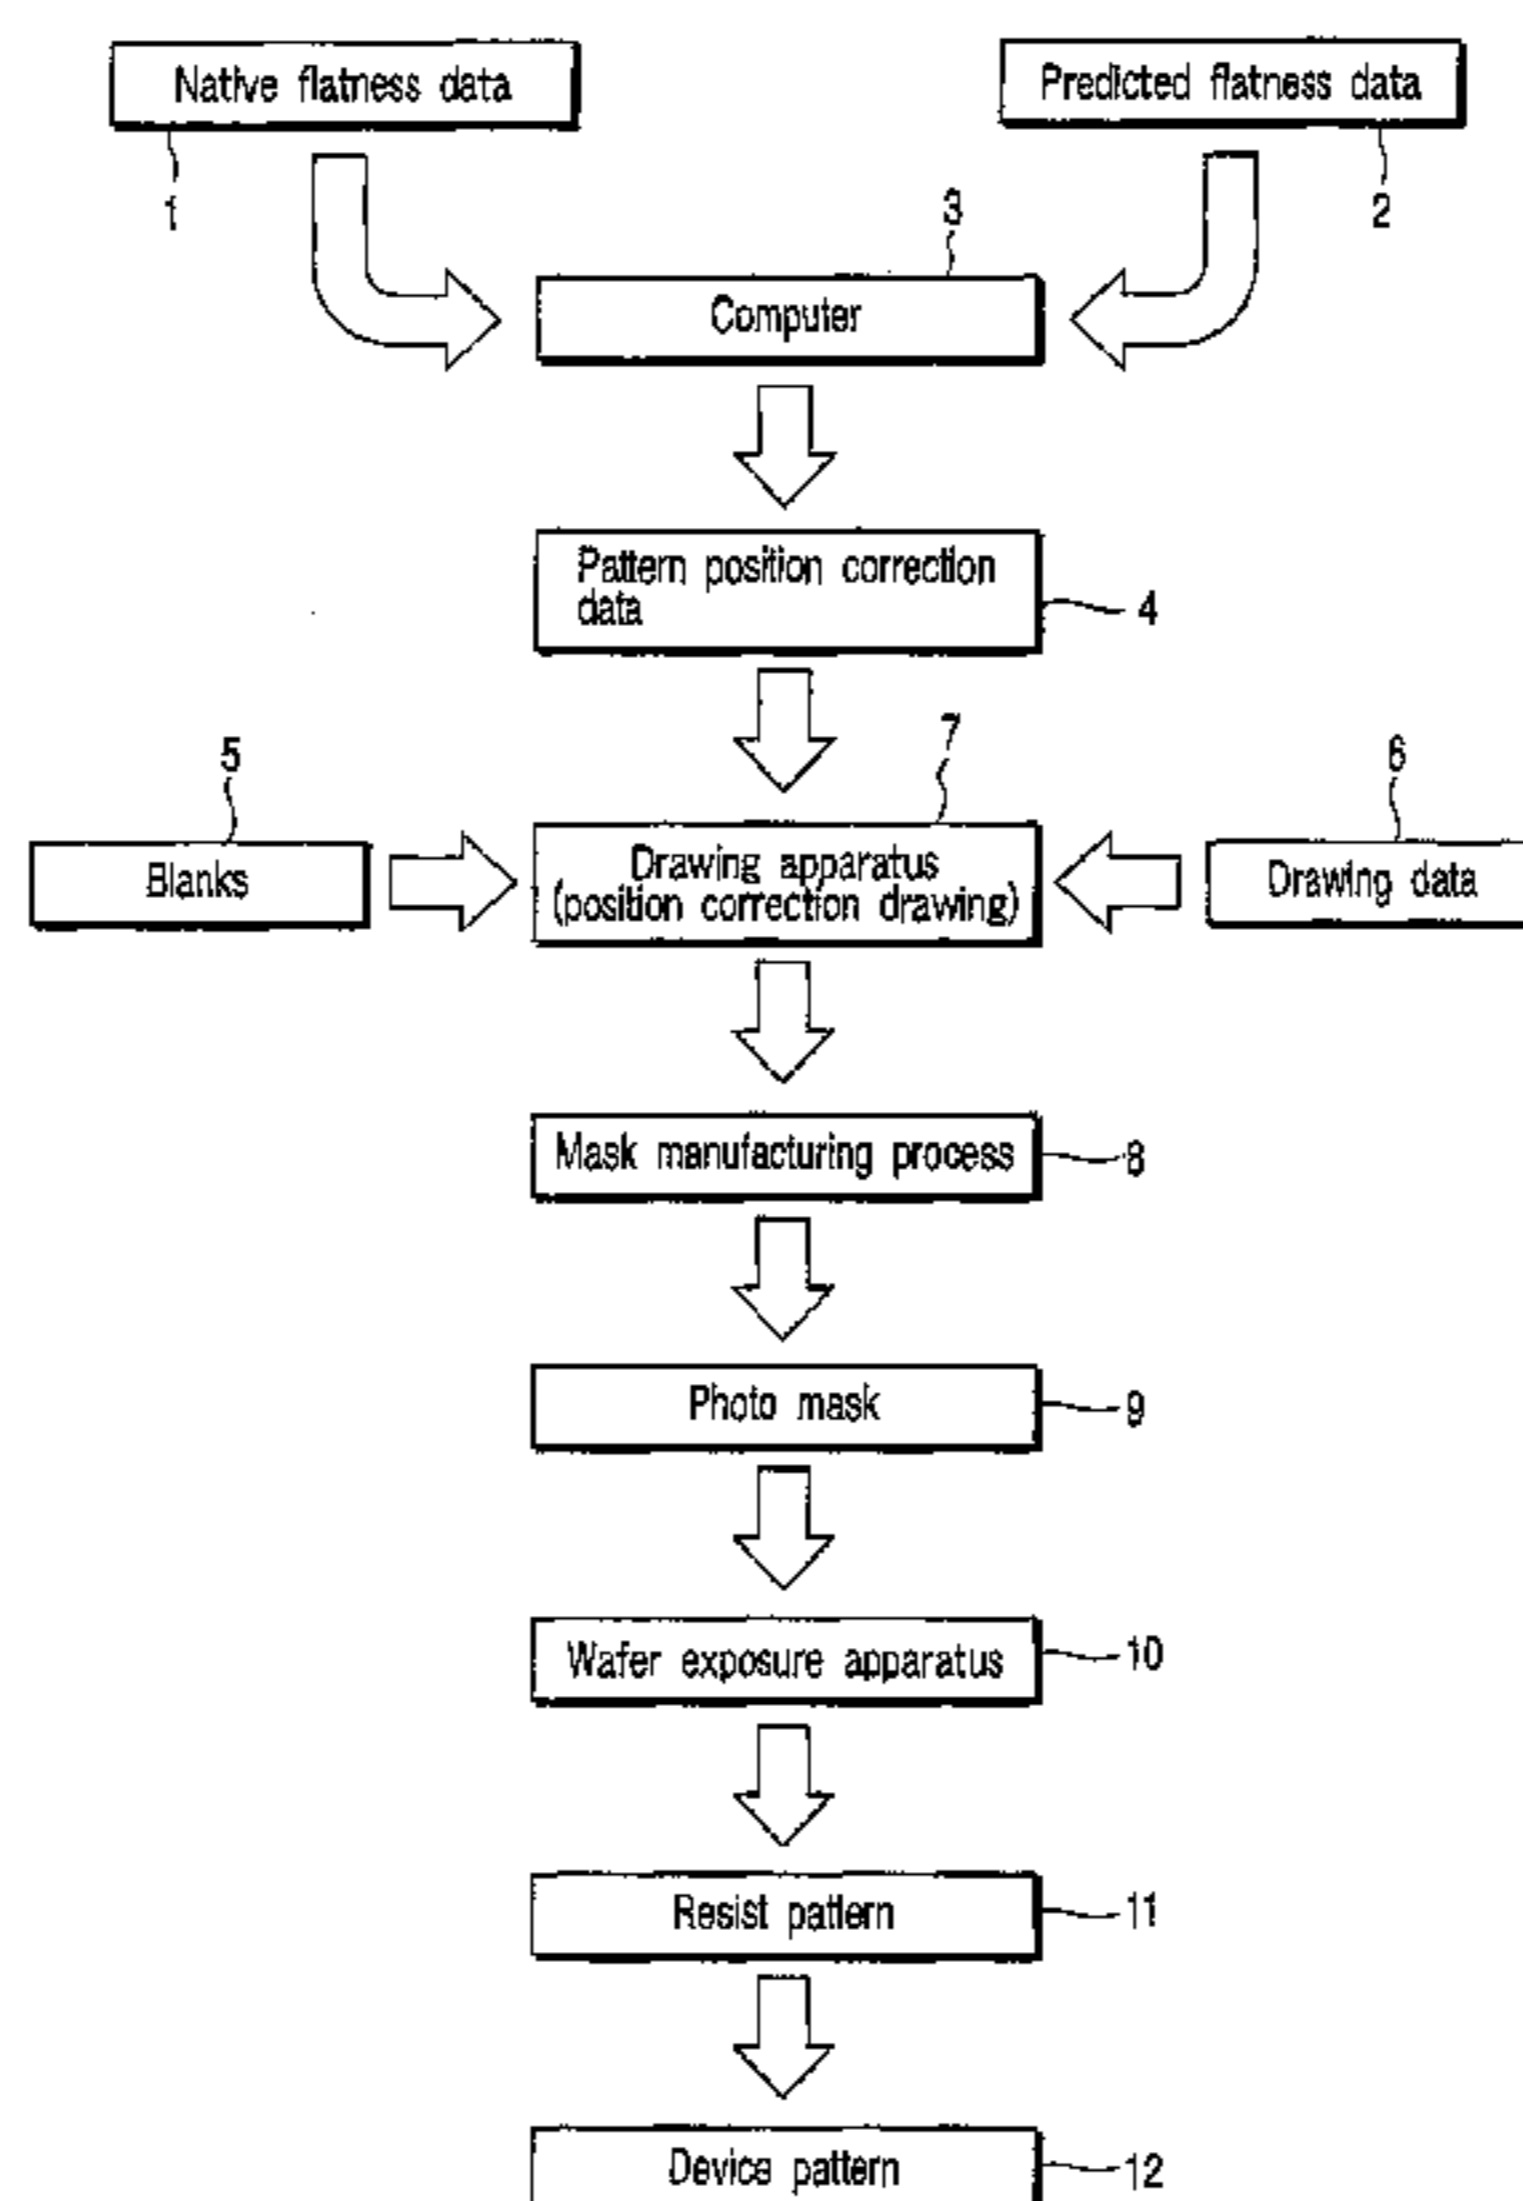 Native flatness data
Predicted flatness data
1
2
3
Computer
Pattern position correction
data
4
5
7
6
Blanks
Drawing apparatus
(position correction drawing)
Drawing data
Mask manufacturing process
8
Photo mask
9
Wafer exposure apparatus
10
Resist pattern
11
Device pattern
12